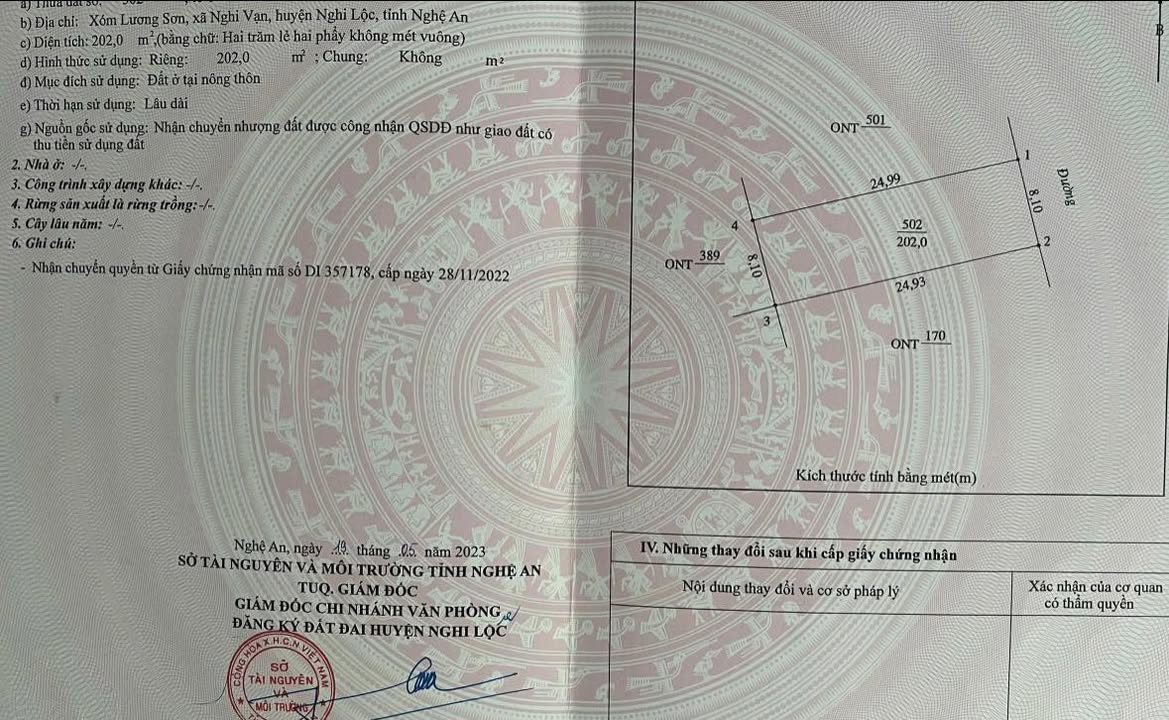 a) Thửa đất số: 502
b) Địa chỉ: Xóm Lương Sơn, xã Nghi Vạn, huyện Nghi Lộc, tỉnh Nghệ An
c) Diện tích: 202,0 m²,(bằng chữ: Hai trăm lẻ hai phẩy không mét vuông)
d) Hình thức sử dụng: Riêng: 202,0 m² ; Chung: Không m²
đ) Mục đích sử dụng: Đất ở tại nông thôn
e) Thời hạn sử dụng: Lâu dài
g) Nguồn gốc sử dụng: Nhận chuyển nhượng đất được công nhận QSDĐ như giao đất có
thu tiền sử dụng đất
2. Nhà ở: -/-.
3. Công trình xây dựng khác: -/-.
4. Rừng sản xuất là rừng trồng: -/-.
5. Cây lâu năm: -/-.
6. Ghi chú:
- Nhận chuyển quyền từ Giấy chứng nhận mã số DI 357178, cấp ngày 28/11/2022
Nghệ An, ngày .19. tháng .05. năm 2023
SỞ TÀI NGUYÊN VÀ MÔI TRƯỜNG TỈNH NGHỆ AN
TUQ. GIÁM ĐỐC
GIÁM ĐỐC CHI NHÁNH VĂN PHÒNG
ĐĂNG KÝ ĐẤT ĐAI HUYỆN NGHI LỘC
CỘNG HÒA X.H.C.N VIỆT NAM
SỞ
TÀI NGUYÊN
VÀ
MÔI TRƯỜNG
B
ONT 501
1
24,99
Đường
8,10
4
502
202,0
2
ONT 389
8,10
24,93
3
ONT 170
Kích thước tính bằng mét(m)
IV. Những thay đổi sau khi cấp giấy chứng nhận
Nội dung thay đổi và cơ sở pháp lý
Xác nhận của cơ quan
có thẩm quyền